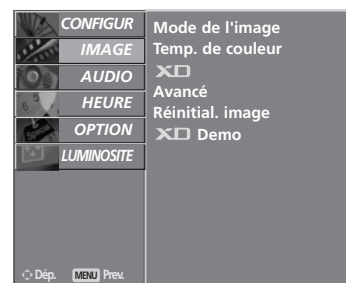 CONFIGUR
IMAGE
AUDIO
HEURE
OPTION
LUMINOSITE
Mode de l'image
Temp. de couleur
XD
Avancé
Réinitial. image
XD Demo
Dép. MENU Prev.